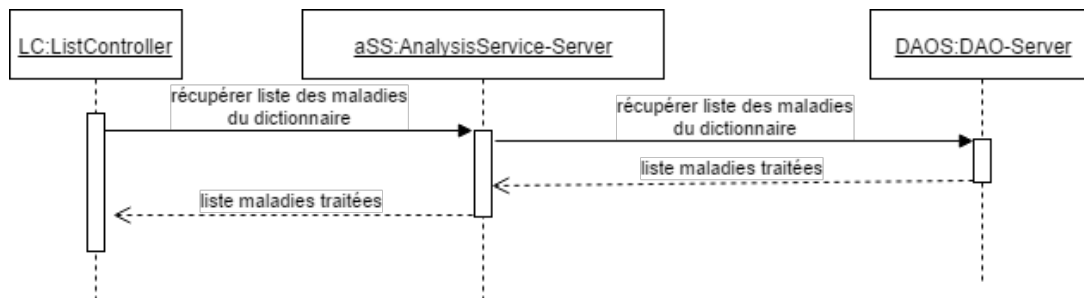 LC:ListController
aSS:AnalysisService-Server
DAOS:DAO-Server
récupérer liste des maladies
du dictionnaire
récupérer liste des maladies
du dictionnaire
liste maladies traitées
liste maladies traitées